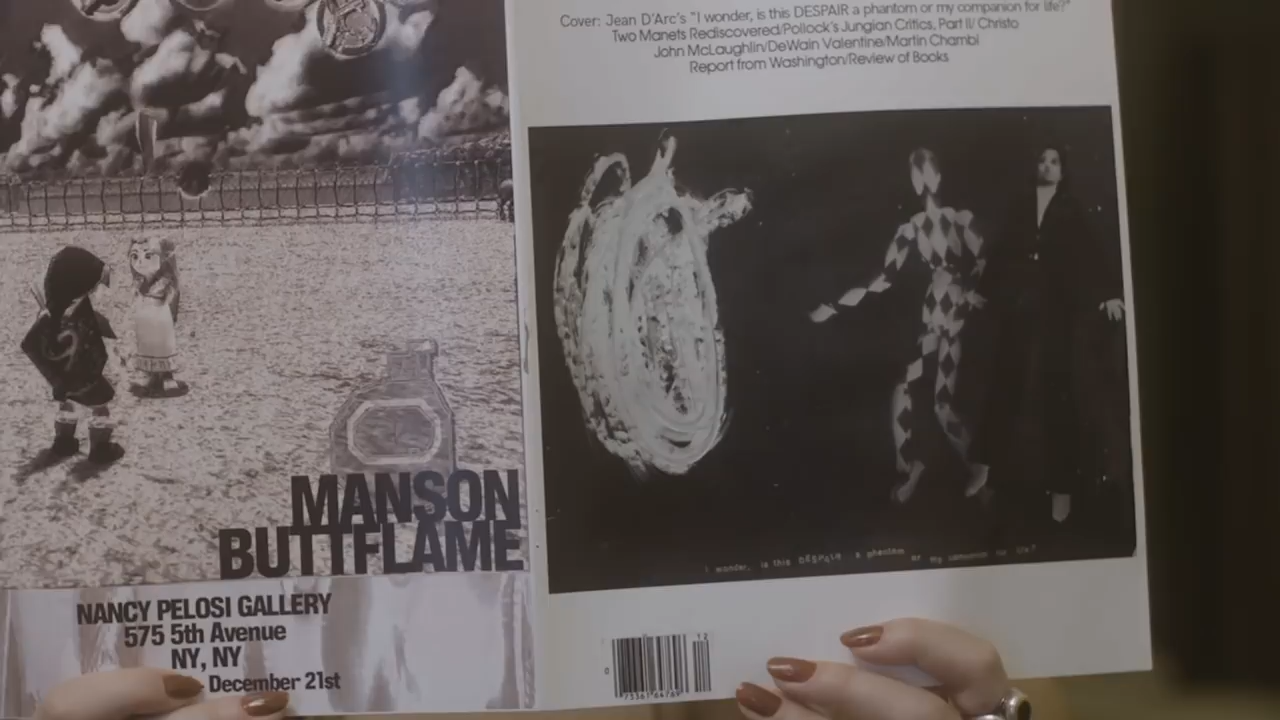 MANSON
BUTTFLAME
NANCY PELOSI GALLERY
575 5th Avenue
NY, NY
- December 21st
Cover: Jean D'Arc's "I wonder, is this DESPAIR a phantom or my companion for life?"
Two Manets Rediscovered/Pollock's Jungian Critics, Part II/ Christo
John McLaughlin/DeWain Valentine/Martin Chambi
Report from Washington/Review of Books
I wonder, is this DESPAIR a phantom or my companion for life?
12
0